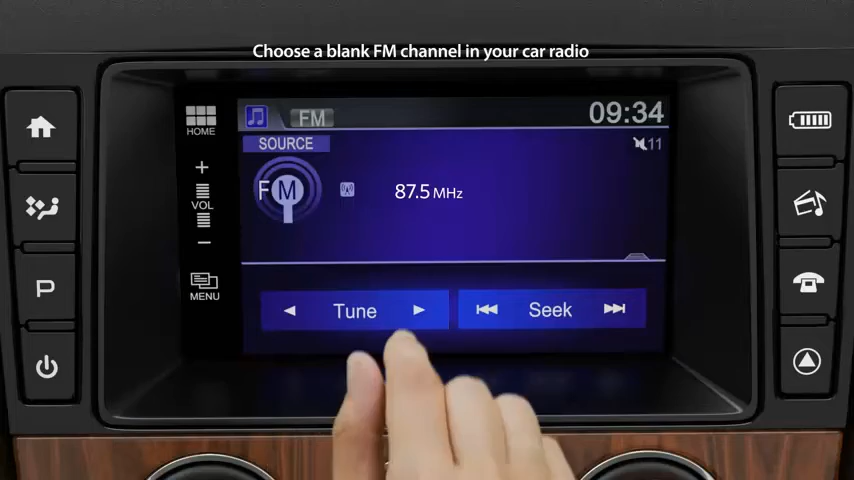 Choose a blank FM channel in your car radio
HOME
FM
09:34
SOURCE
11
+
FM
87.5 MHz
VOL
−
MENU
◄ Tune ►
Seek
P